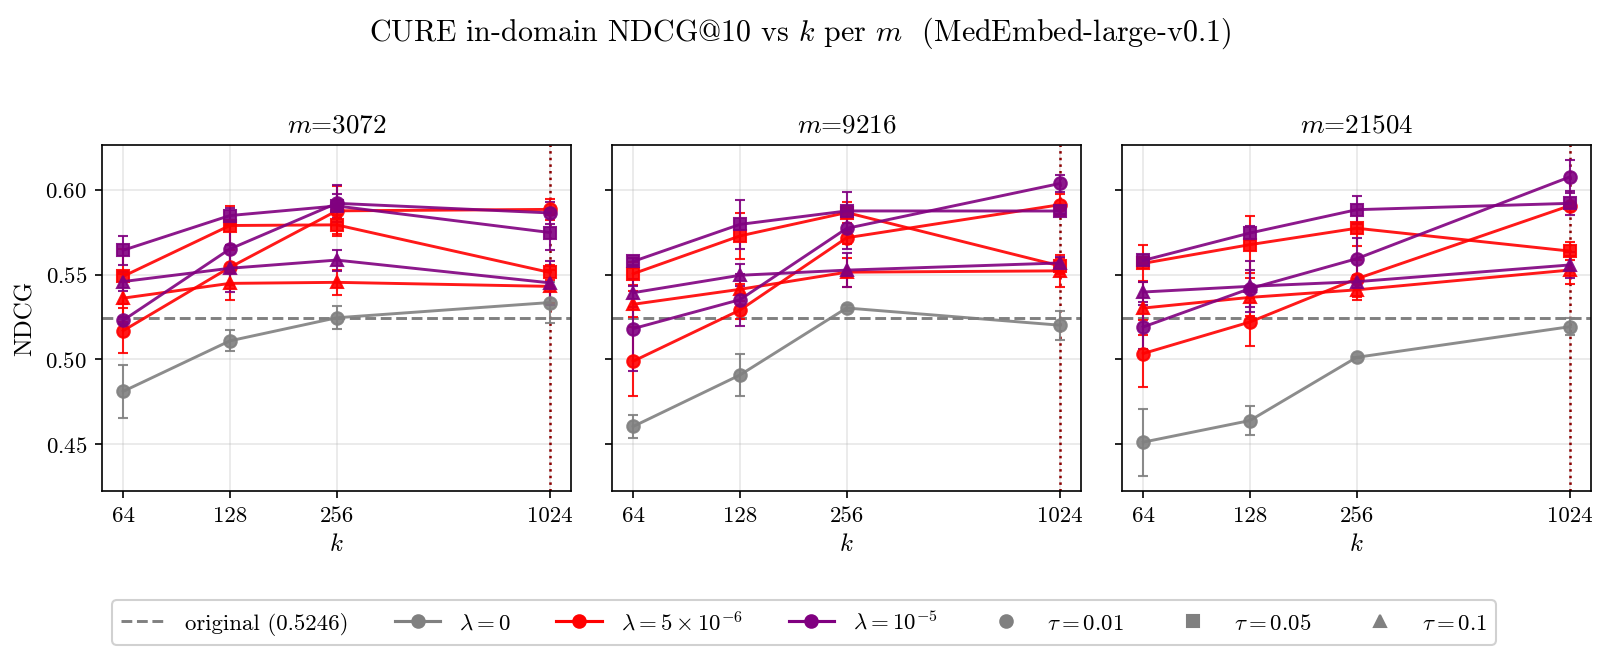 CURE in-domain NDCG@10 vs k per m (MedEmbed-large-v0.1)
m=3072
m=9216
m=21504
NDCG
0.60
0.55
0.50
0.45
64 128 256 1024
64 128 256 1024
64 128 256 1024
k
k
k
original (0.5246) λ = 0 λ = 5 × 10⁻⁶ λ = 10⁻⁵ τ = 0.01 τ = 0.05 τ = 0.1